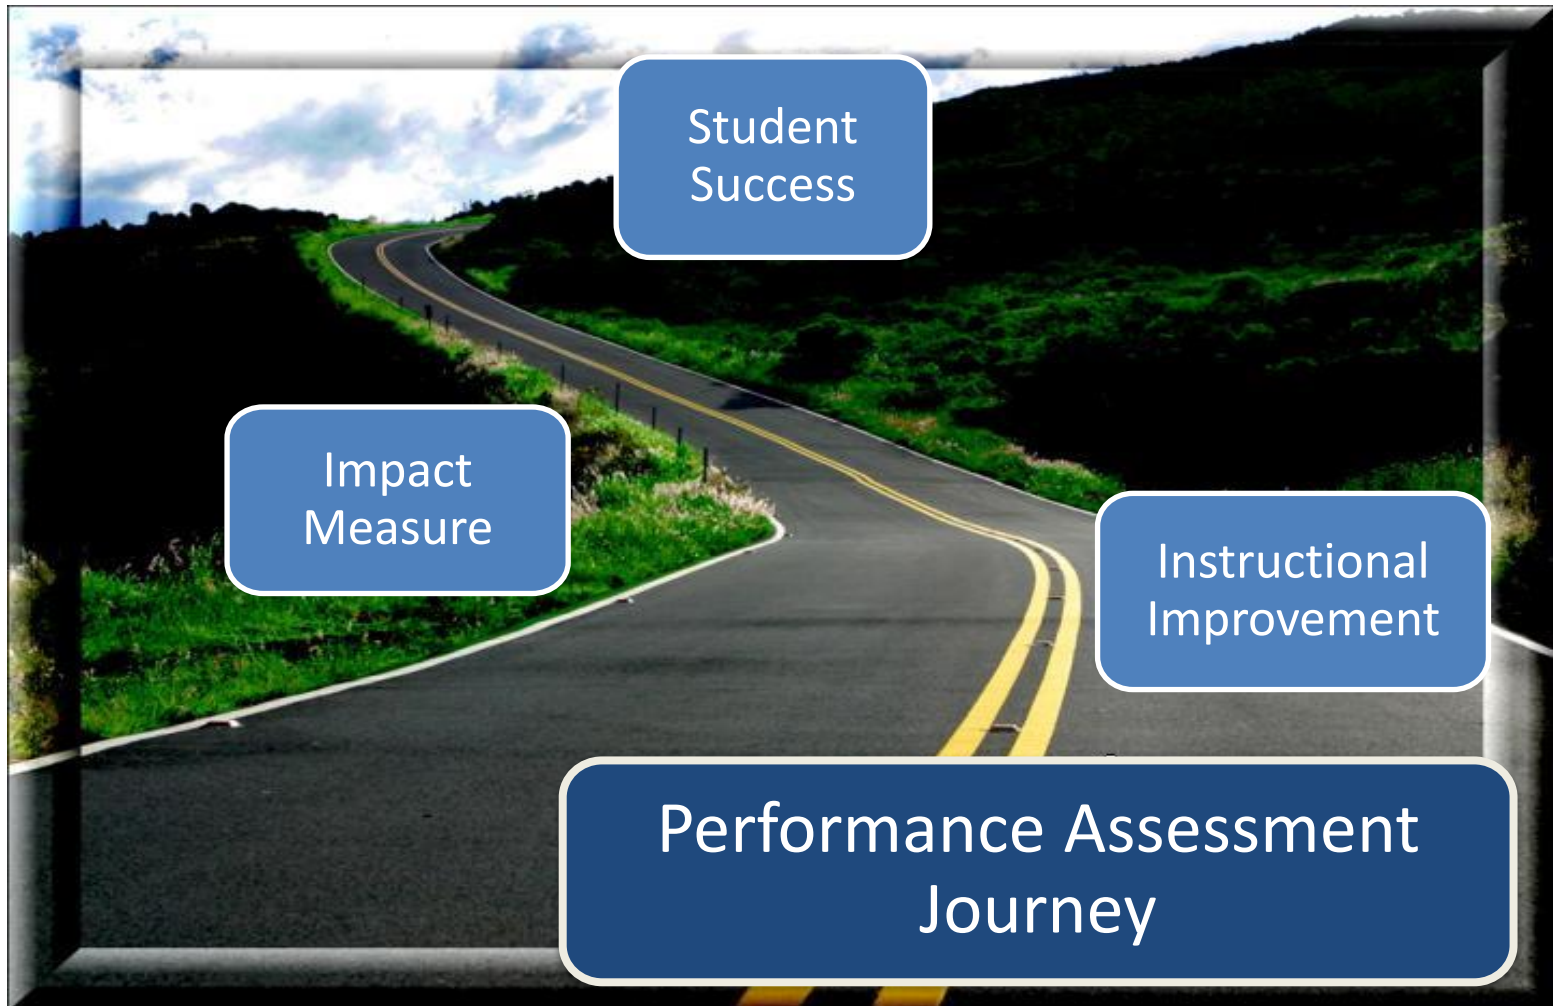 Student
Success
Impact
Measure
Instructional
Improvement
Performance Assessment
Journey